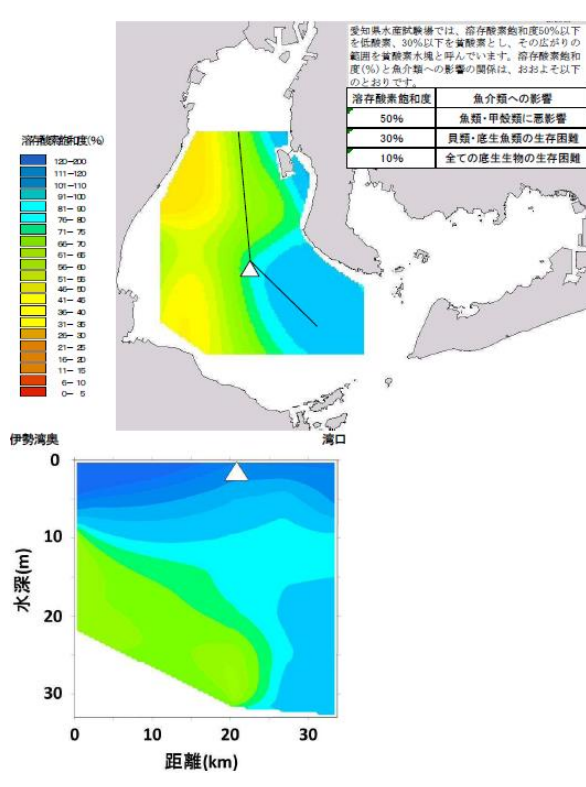 愛知県水産試験場では、溶存酸素飽和度50%以下
を低酸素、30%以下を貧酸素とし、その広がりの
範囲を貧酸素水塊と呼んでいます。溶存酸素飽和
度(%)と魚介類への影響の関係は、おおよそ以下
のとおりです。
溶存酸素飽和度 魚介類への影響
50% 魚類・甲殻類に悪影響
30% 貝類・底生魚類の生存困難
10% 全ての底生生物の生存困難
溶存酸素飽和度(%)
120-200
111-120
101-110
91-100
81- 90
76- 80
71- 75
66- 70
61- 65
56- 60
51- 55
46- 50
41- 45
36- 40
31- 35
26- 30
21- 25
16- 20
11- 15
6- 10
0- 5
伊勢湾奥 湾口
0
10
20
30
水深(m)
0 10 20 30
距離(km)